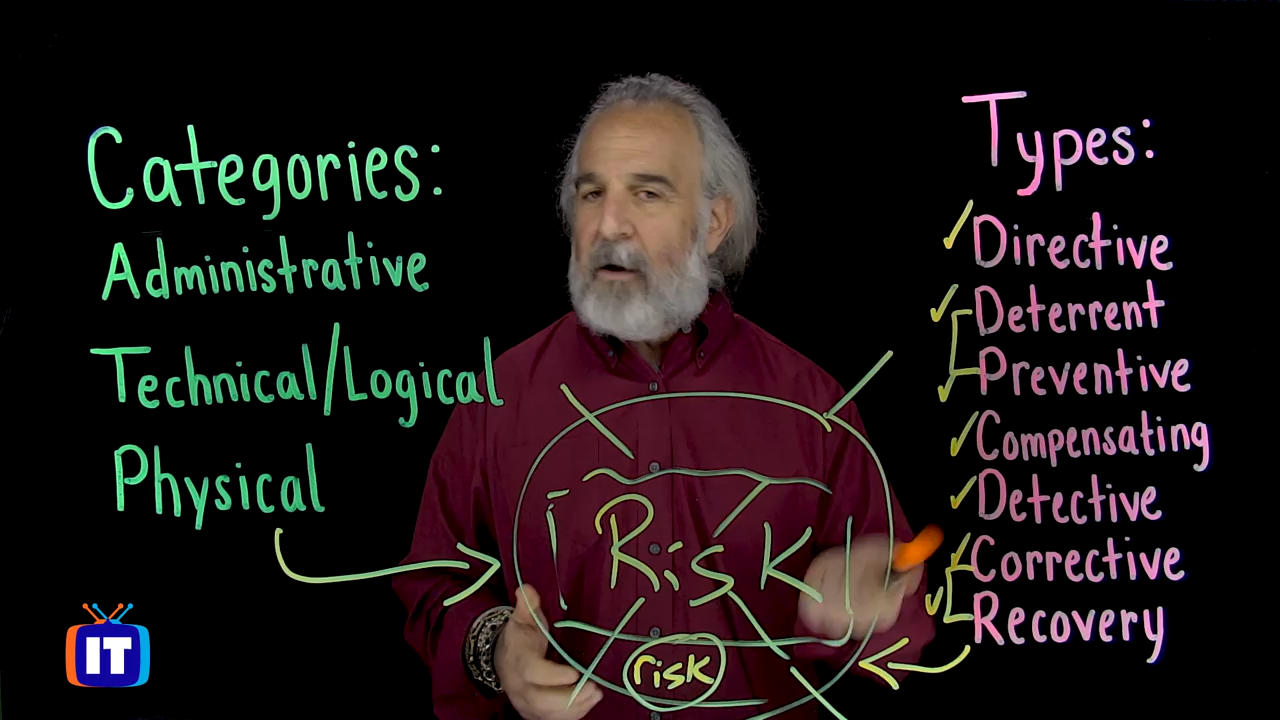 Categories:
Administrative
Technical/Logical
Physical
Risk
risk
Types:
Directive
Deterrent
Preventive
Compensating
Detective
Corrective
Recovery
IT